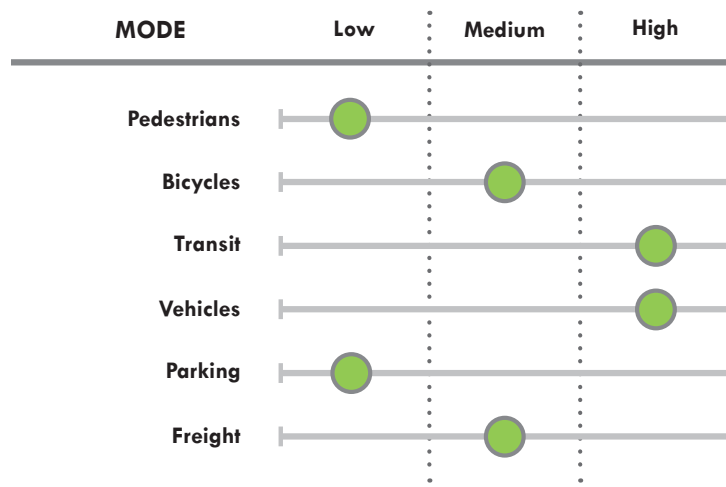 MODE Low Medium High
Pedestrians
Bicycles
Transit
Vehicles
Parking
Freight